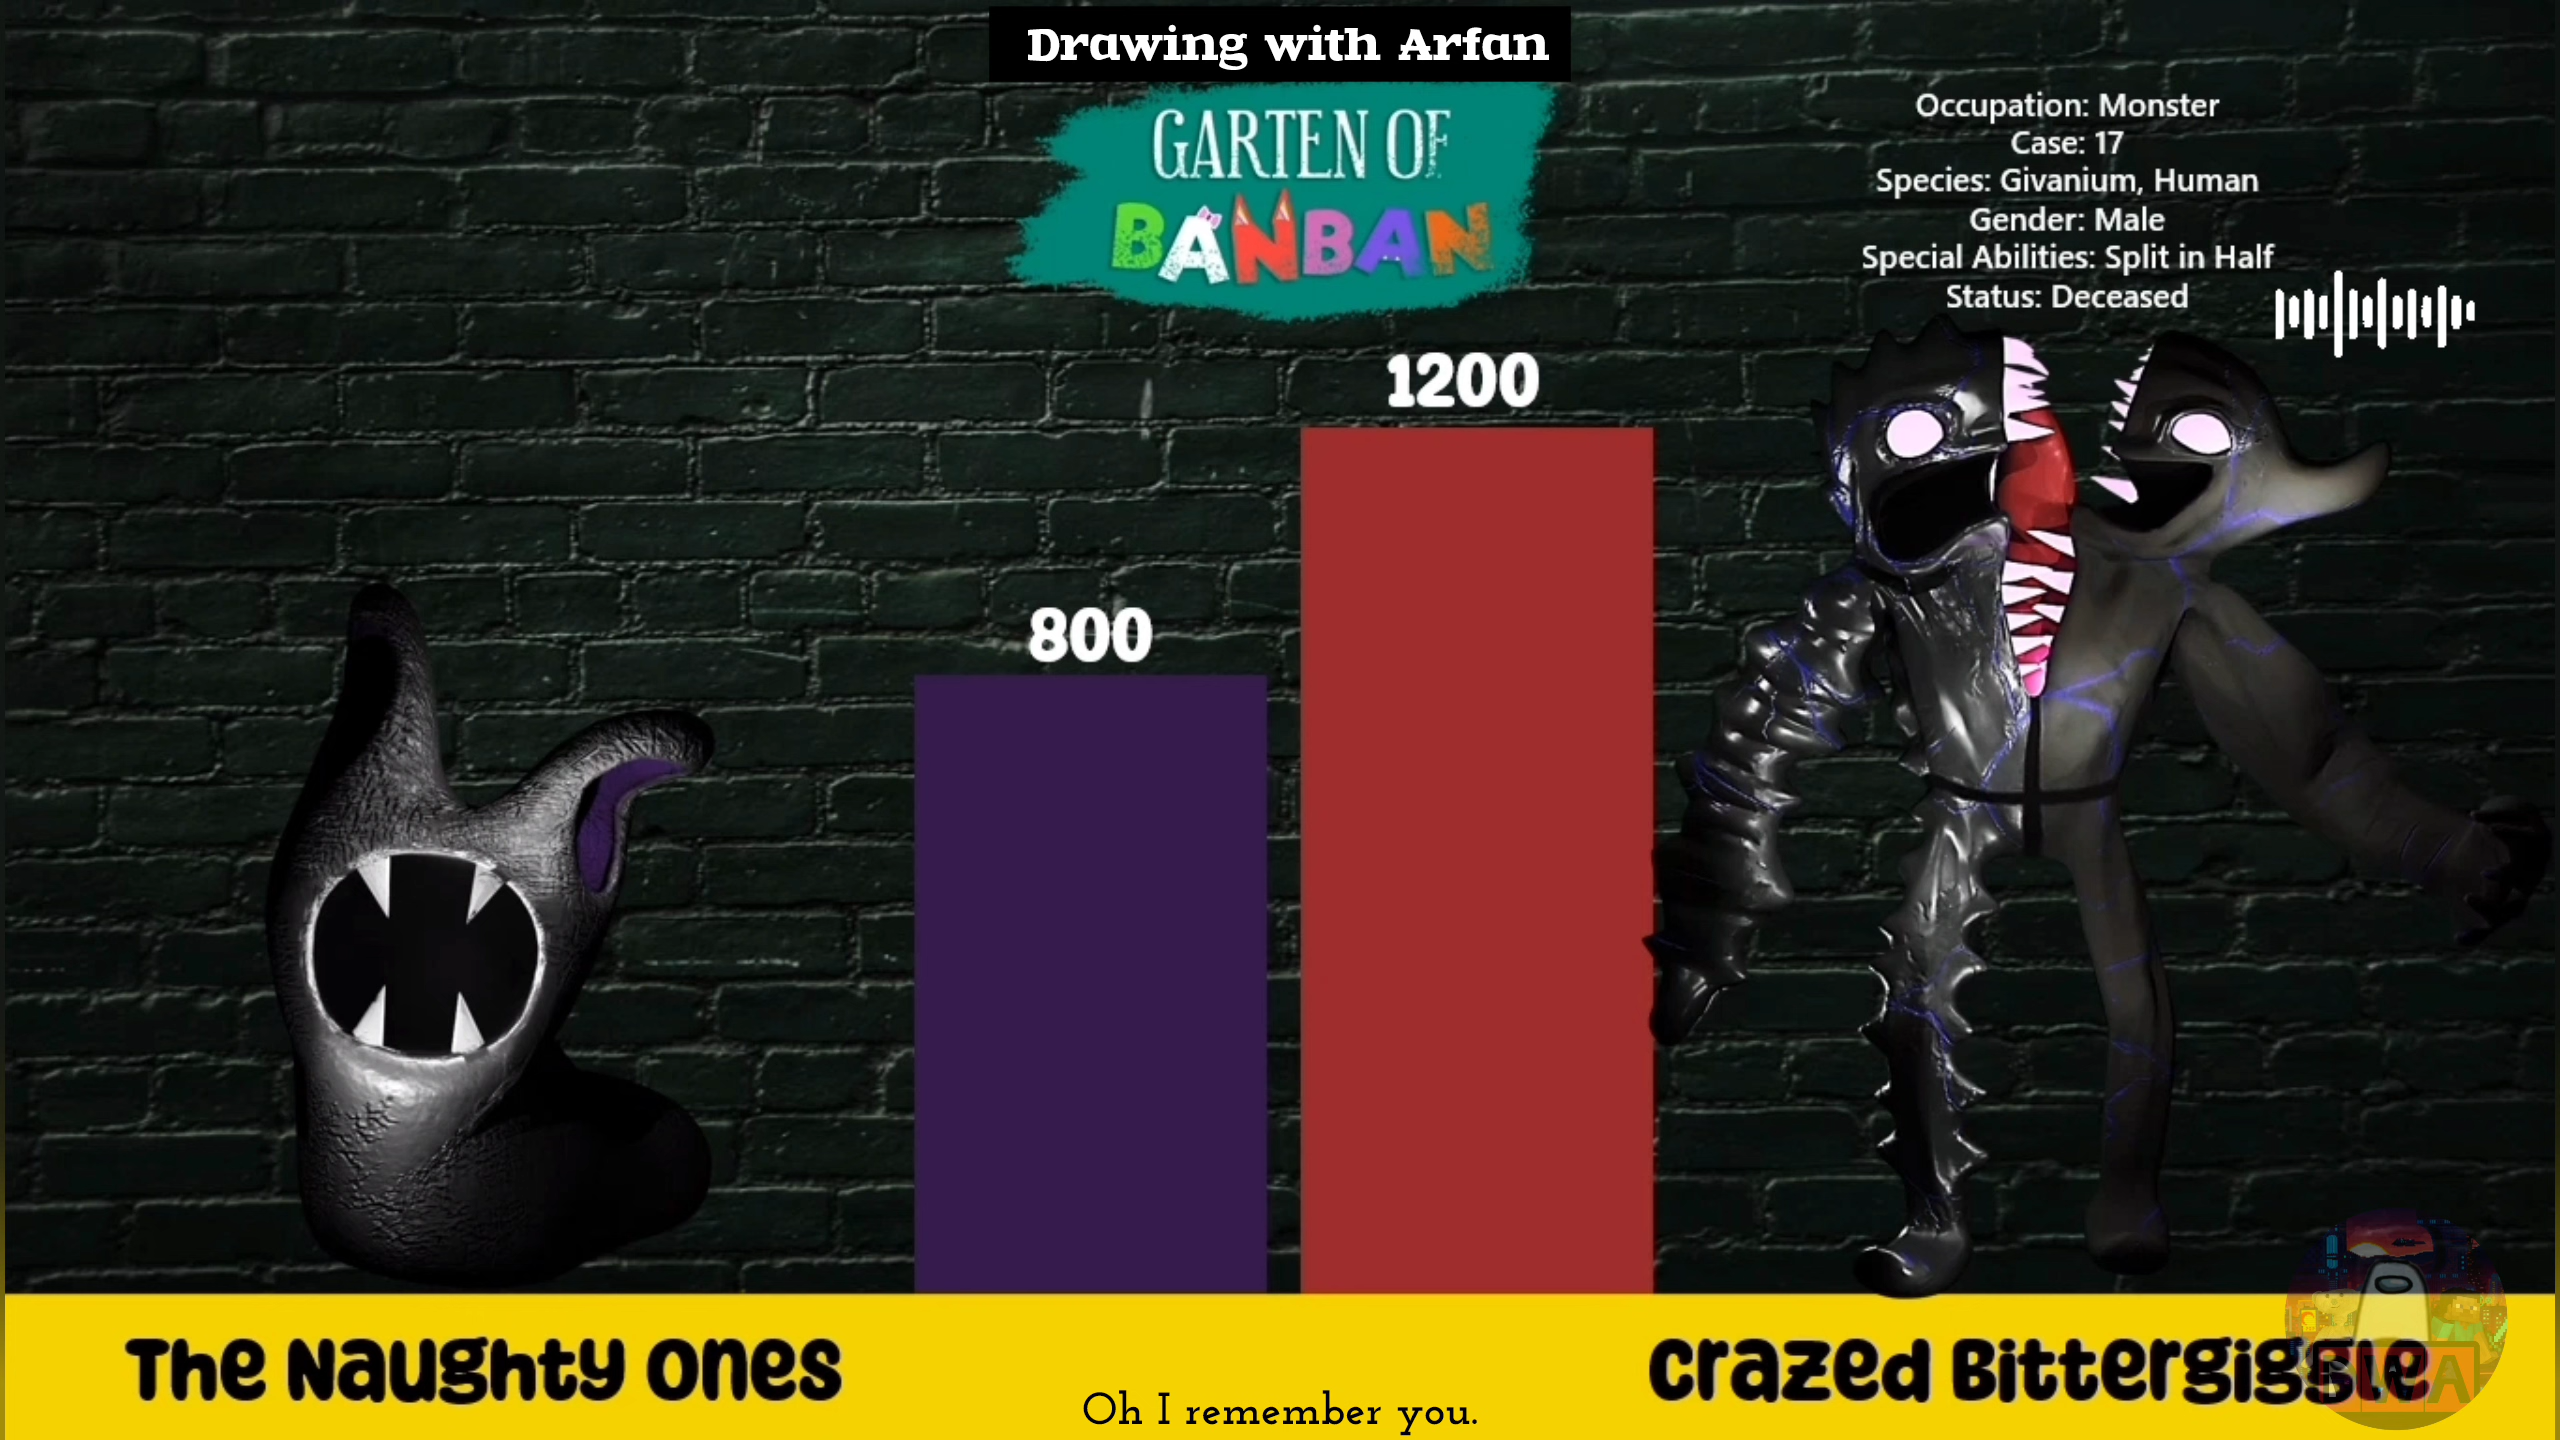 Drawing with Arfan
GARTEN OF
BANBAN
Occupation: Monster
Case: 17
Species: Givanium, Human
Gender: Male
Special Abilities: Split in Half
Status: Deceased
1200
800
The Naughty Ones
Crazed Bittergiggle
Oh I remember you.
DWA